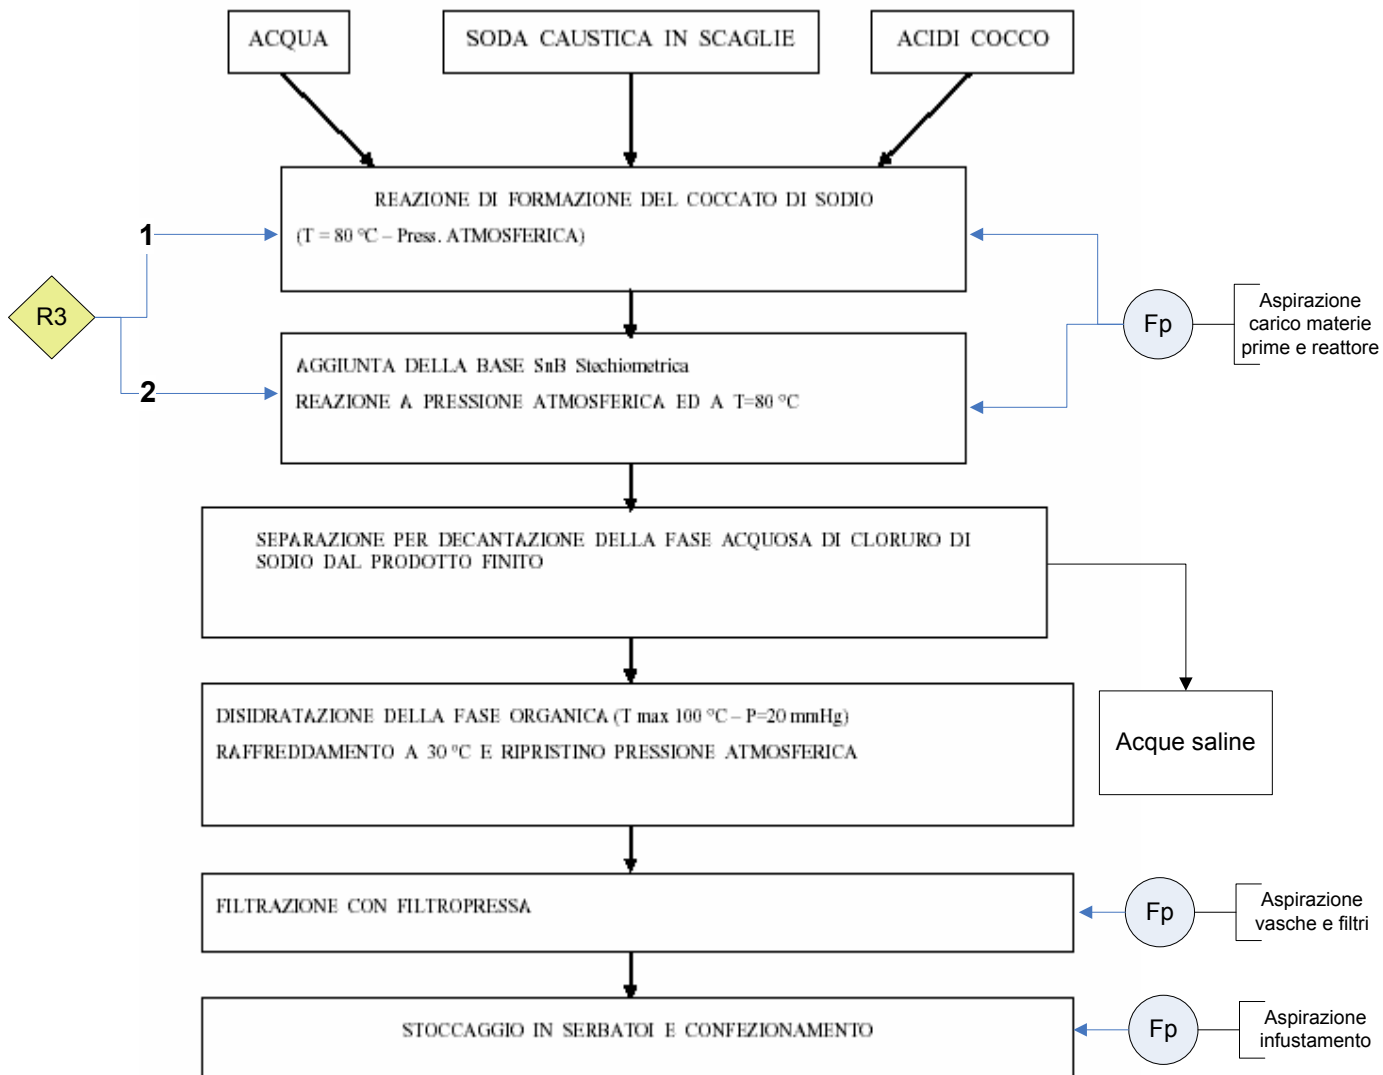 ACQUA
SODA CAUSTICA IN SCAGLIE
ACIDI COCCO
REAZIONE DI FORMAZIONE DEL COCCATO DI SODIO
(T = 80 °C – Press. ATMOSFERICA)
1
R3
Fp
Aspirazione
carico materie
prime e reattore
AGGIUNTA DELLA BASE SnB Stechiometrica
REAZIONE A PRESSIONE ATMOSFERICA ED A T=80 °C
2
SEPARAZIONE PER DECANTAZIONE DELLA FASE ACQUOSA DI CLORURO DI
SODIO DAL PRODOTTO FINITO
DISIDRATAZIONE DELLA FASE ORGANICA (T max 100 °C – P=20 mmHg)
RAFFREDDAMENTO A 30 °C E RIPRISTINO PRESSIONE ATMOSFERICA
Acque saline
FILTRAZIONE CON FILTROPRESSA
Fp
Aspirazione
vasche e filtri
STOCCAGGIO IN SERBATOI E CONFEZIONAMENTO
Fp
Aspirazione
infustamento